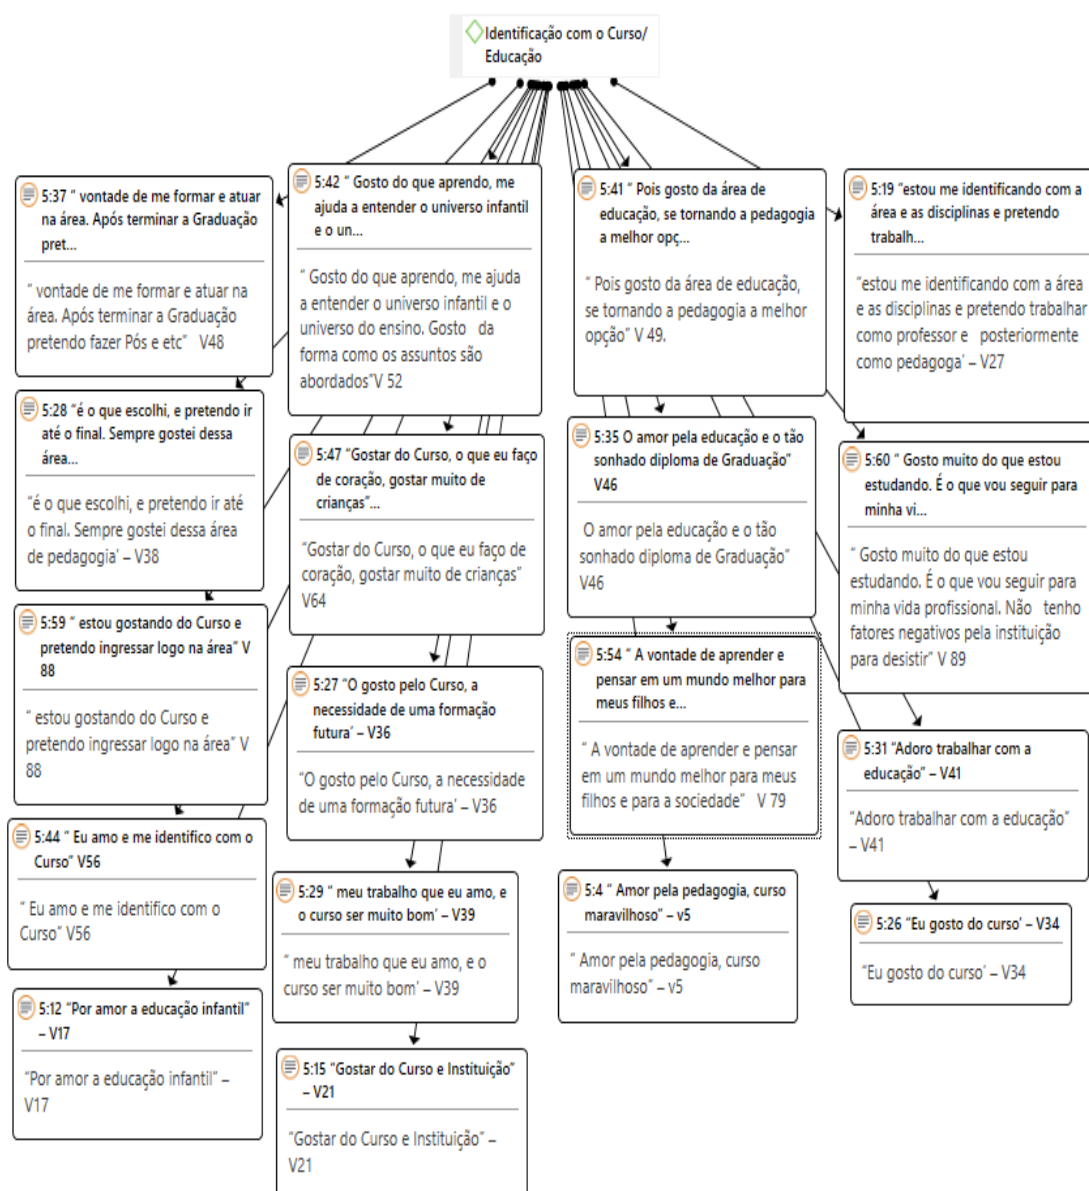 Identificação com o Curso/
Educação
5:37 “ vontade de me formar e atuar
na área. Após terminar a Graduação
pret...
“ vontade de me formar e atuar na
área. Após terminar a Graduação
pretendo fazer Pós e etc”   V48
5:28 “é o que escolhi, e pretendo ir
até o final. Sempre gostei dessa
área...
“é o que escolhi, e pretendo ir até
o final. Sempre gostei dessa área
de pedagogia’ – V38
5:59 “ estou gostando do Curso e
pretendo ingressar logo na área” V
88
“ estou gostando do Curso e
pretendo ingressar logo na área” V
88
5:44 “ Eu amo e me identifico com o
Curso” V56
“ Eu amo e me identifico com o
Curso” V56
5:12 “Por amor a educação infantil”
– V17
“Por amor a educação infantil” –
V17
5:42 “ Gosto do que aprendo, me
ajuda a entender o universo infantil
e o un...
“ Gosto do que aprendo, me ajuda
a entender o universo infantil e o
universo do ensino. Gosto   da
forma como os assuntos são
abordados”V 52
5:47 “Gostar do Curso, o que eu faço
de coração, gostar muito de
crianças”...
“Gostar do Curso, o que eu faço de
coração, gostar muito de crianças”
V64
5:27 “O gosto pelo Curso, a
necessidade de uma formação
futura’ – V36
“O gosto pelo Curso, a necessidade
de uma formação futura’ – V36
5:29 “ meu trabalho que eu amo, e
o curso ser muito bom’ – V39
“ meu trabalho que eu amo, e o
curso ser muito bom’ – V39
5:15 “Gostar do Curso e Instituição”
– V21
“Gostar do Curso e Instituição” –
V21
5:41 “ Pois gosto da área de
educação, se tornando a pedagogia
a melhor opç...
“ Pois gosto da área de educação,
se tornando a pedagogia a melhor
opção” V 49.
5:35 O amor pela educação e o tão
sonhado diploma de Graduação”
V46
O amor pela educação e o tão
sonhado diploma de Graduação”
V46
5:54 “ A vontade de aprender e
pensar em um mundo melhor para
meus filhos e...
“ A vontade de aprender e pensar
em um mundo melhor para meus
filhos e para a sociedade”   V 79
5:4 “ Amor pela pedagogia, curso
maravilhoso” – v5
“ Amor pela pedagogia, curso
maravilhoso” – v5
5:19 “estou me identificando com a
área e as disciplinas e pretendo
trabalh...
“estou me identificando com a área
e as disciplinas e pretendo trabalhar
como professor e   posteriormente
como pedagoga’ – V27
5:60 “ Gosto muito do que estou
estudando. É o que vou seguir para
minha vi...
“ Gosto muito do que estou
estudando. É o que vou seguir para
minha vida profissional. Não   tenho
fatores negativos pela instituição
para desistir” V 89
5:31 “Adoro trabalhar com a
educação” – V41
“Adoro trabalhar com a educação”
– V41
5:26 “Eu gosto do curso’ – V34
“Eu gosto do curso’ – V34